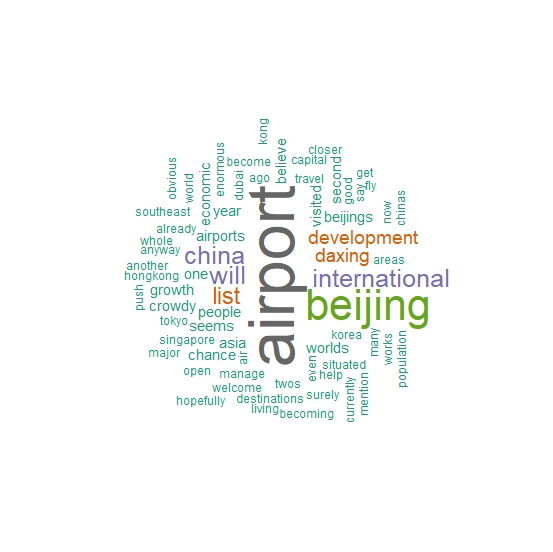 kong
closer
obvious
world
economic
enormous
become
dubai
ago
believe
capital
travel
second
visited
good
say
get
fly
southeast
year
beijings
now
chinas
already
whole
anyway
airports
airport
development
china
daxing
areas
another
hongkong
one
will
international
push
growth
list
beijing
crowdy
people
tokyo
seems
singapore
asia
korea
worlds
many
works
population
major
chance
air
even
situated
help
open
manage
twos
welcome
surely
currently
mention
hopefully
destinations
living
becoming